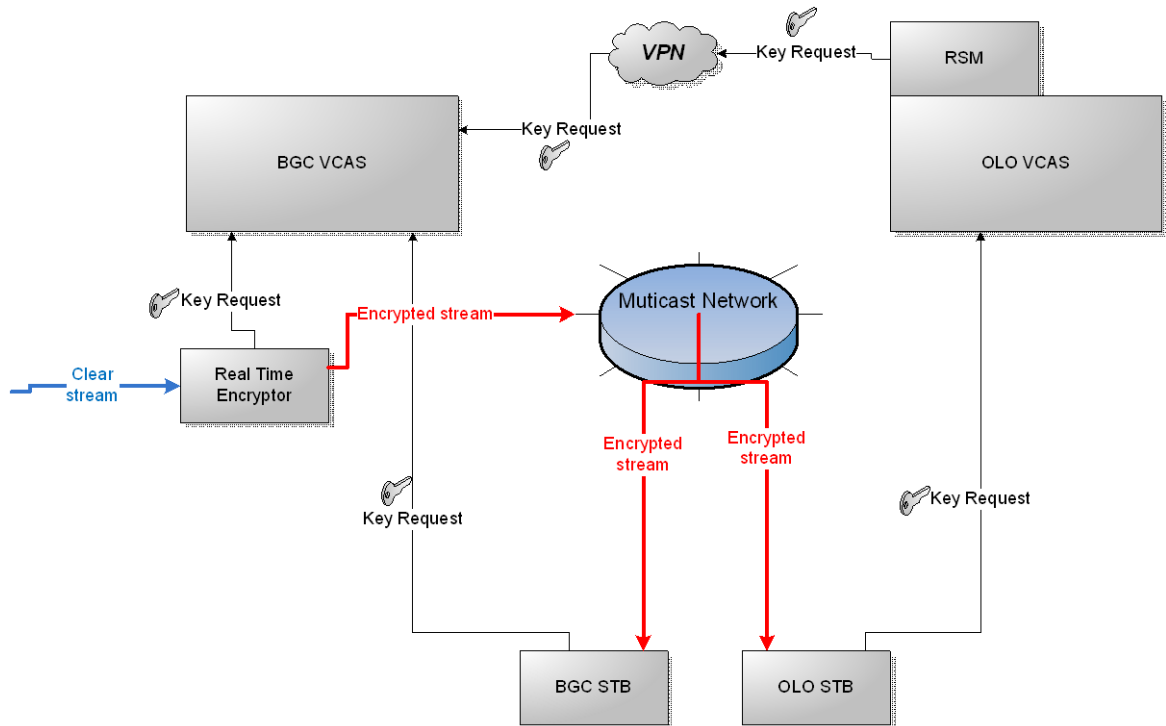 VPN
Key Request
RSM
Key Request
BGC VCAS
OLO VCAS
Key Request
Muticast Network
Encrypted stream
Clear
stream
Real Time
Encryptor
Encrypted
stream
Encrypted
stream
Key Request
Key Request
BGC STB
OLO STB